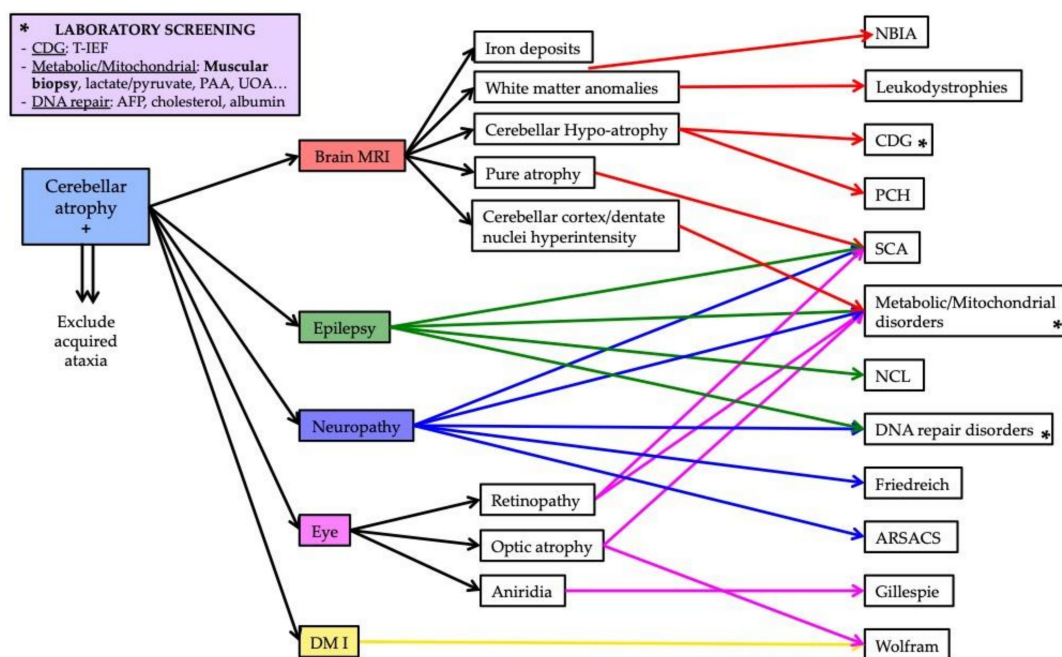 * LABORATORY SCREENING
- CDG: T-IEF
- Metabolic/Mitochondrial: Muscular
biopsy, lactate/pyruvate, PAA, UOA…
- DNA repair: AFP, cholesterol, albumin
Cerebellar
atrophy
+
Exclude
acquired
ataxia
Brain MRI
Epilepsy
Neuropathy
Eye
DM I
Iron deposits
White matter anomalies
Cerebellar Hypo-atrophy
Pure atrophy
Cerebellar cortex/dentate
nuclei hyperintensity
Retinopathy
Optic atrophy
Aniridia
NBIA
Leukodystrophies
CDG *
PCH
SCA
Metabolic/Mitochondrial
disorders *
NCL
DNA repair disorders *
Friedreich
ARSACS
Gillespie
Wolfram